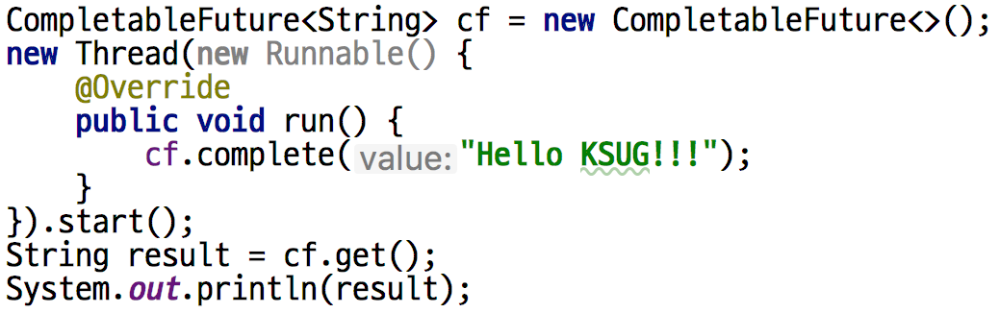 CompletableFuture<String> cf = new CompletableFuture<>();
new Thread(new Runnable() {
    @Override
    public void run() {
        cf.complete(value: "Hello KSUG!!!");
    }
}).start();
String result = cf.get();
System.out.println(result);